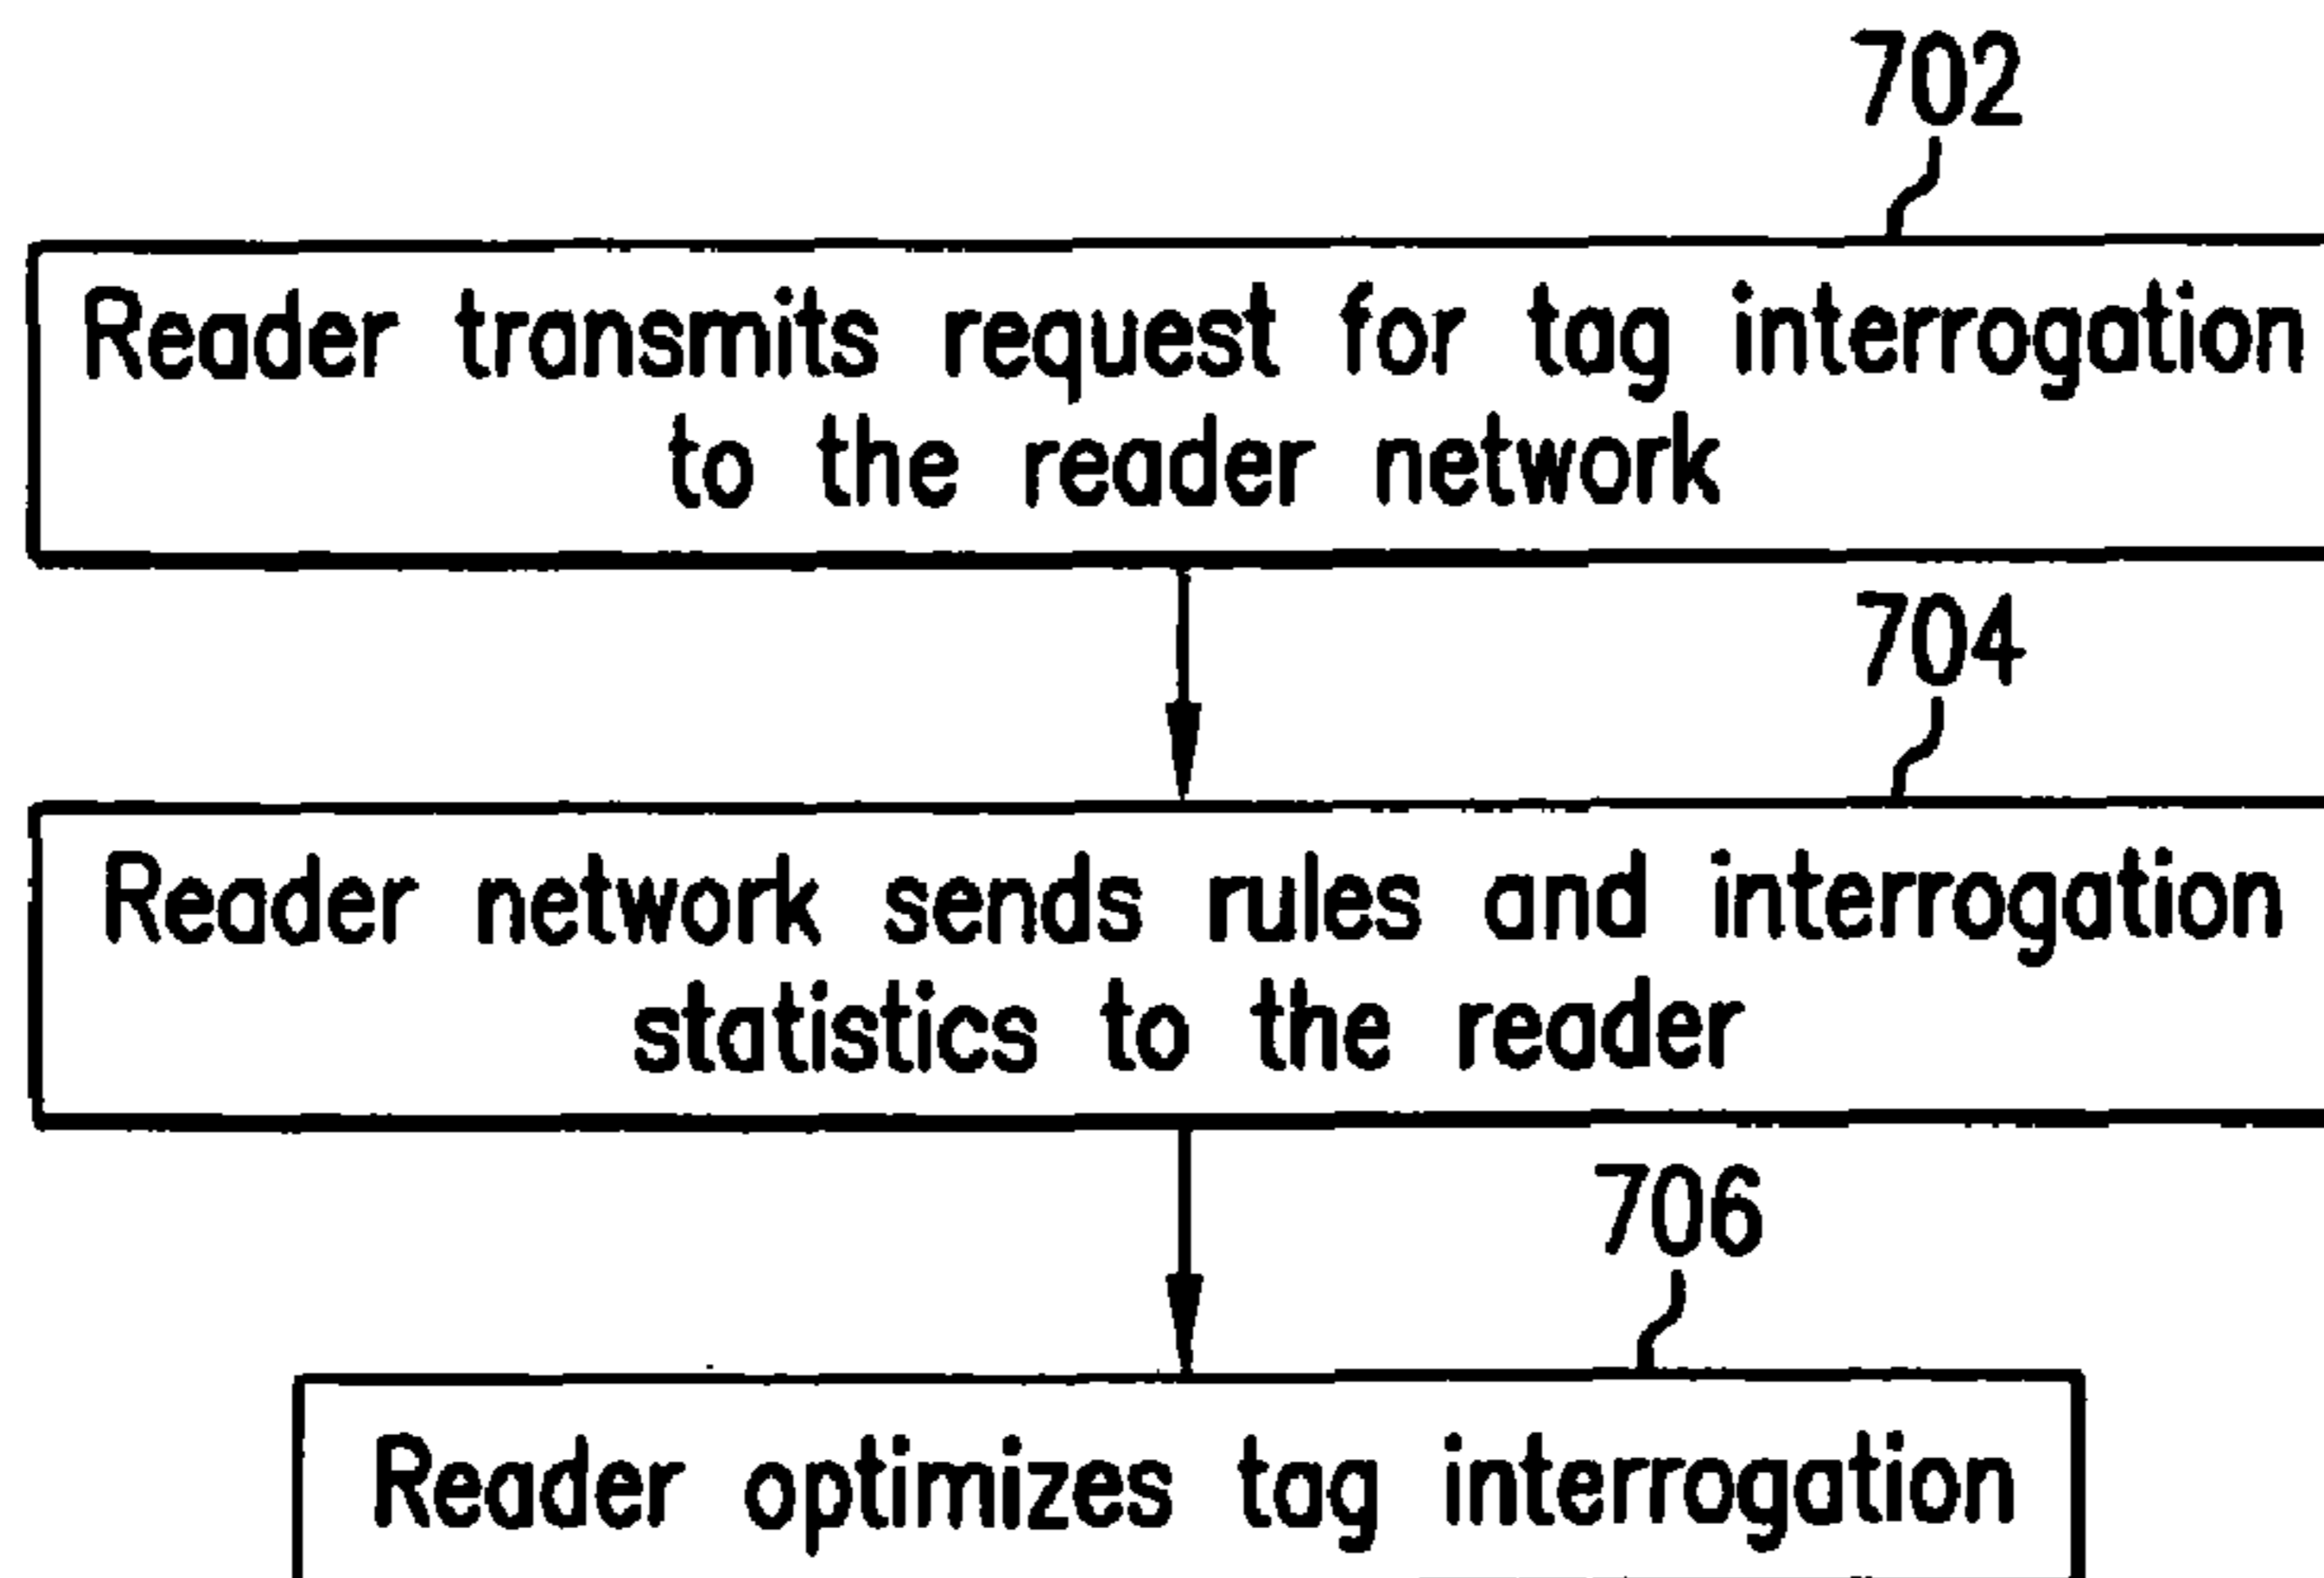 702
Reader transmits request for tag interrogation
to the reader network
704
Reader network sends rules and interrogation
statistics to the reader
706
Reader optimizes tag interrogation